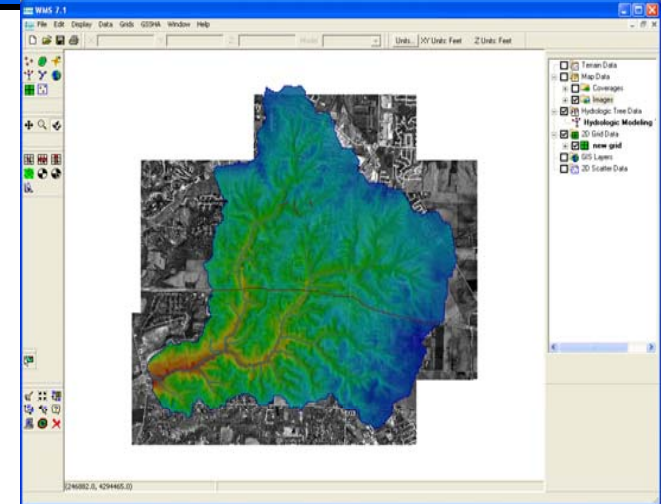 WMS 7.1
File Edit Display Data Grids GSSHA Window Help
X: Y: Z: Units... XY Units: Feet Z Units: Feet
Terrain Data
Map Data
Coverages
Images
Hydrologic Tree Data
Hydrologic Modeling
2D Grid Data
new grid
GIS Layers
2D Scatter Data
(246882.0, 4294465.0)